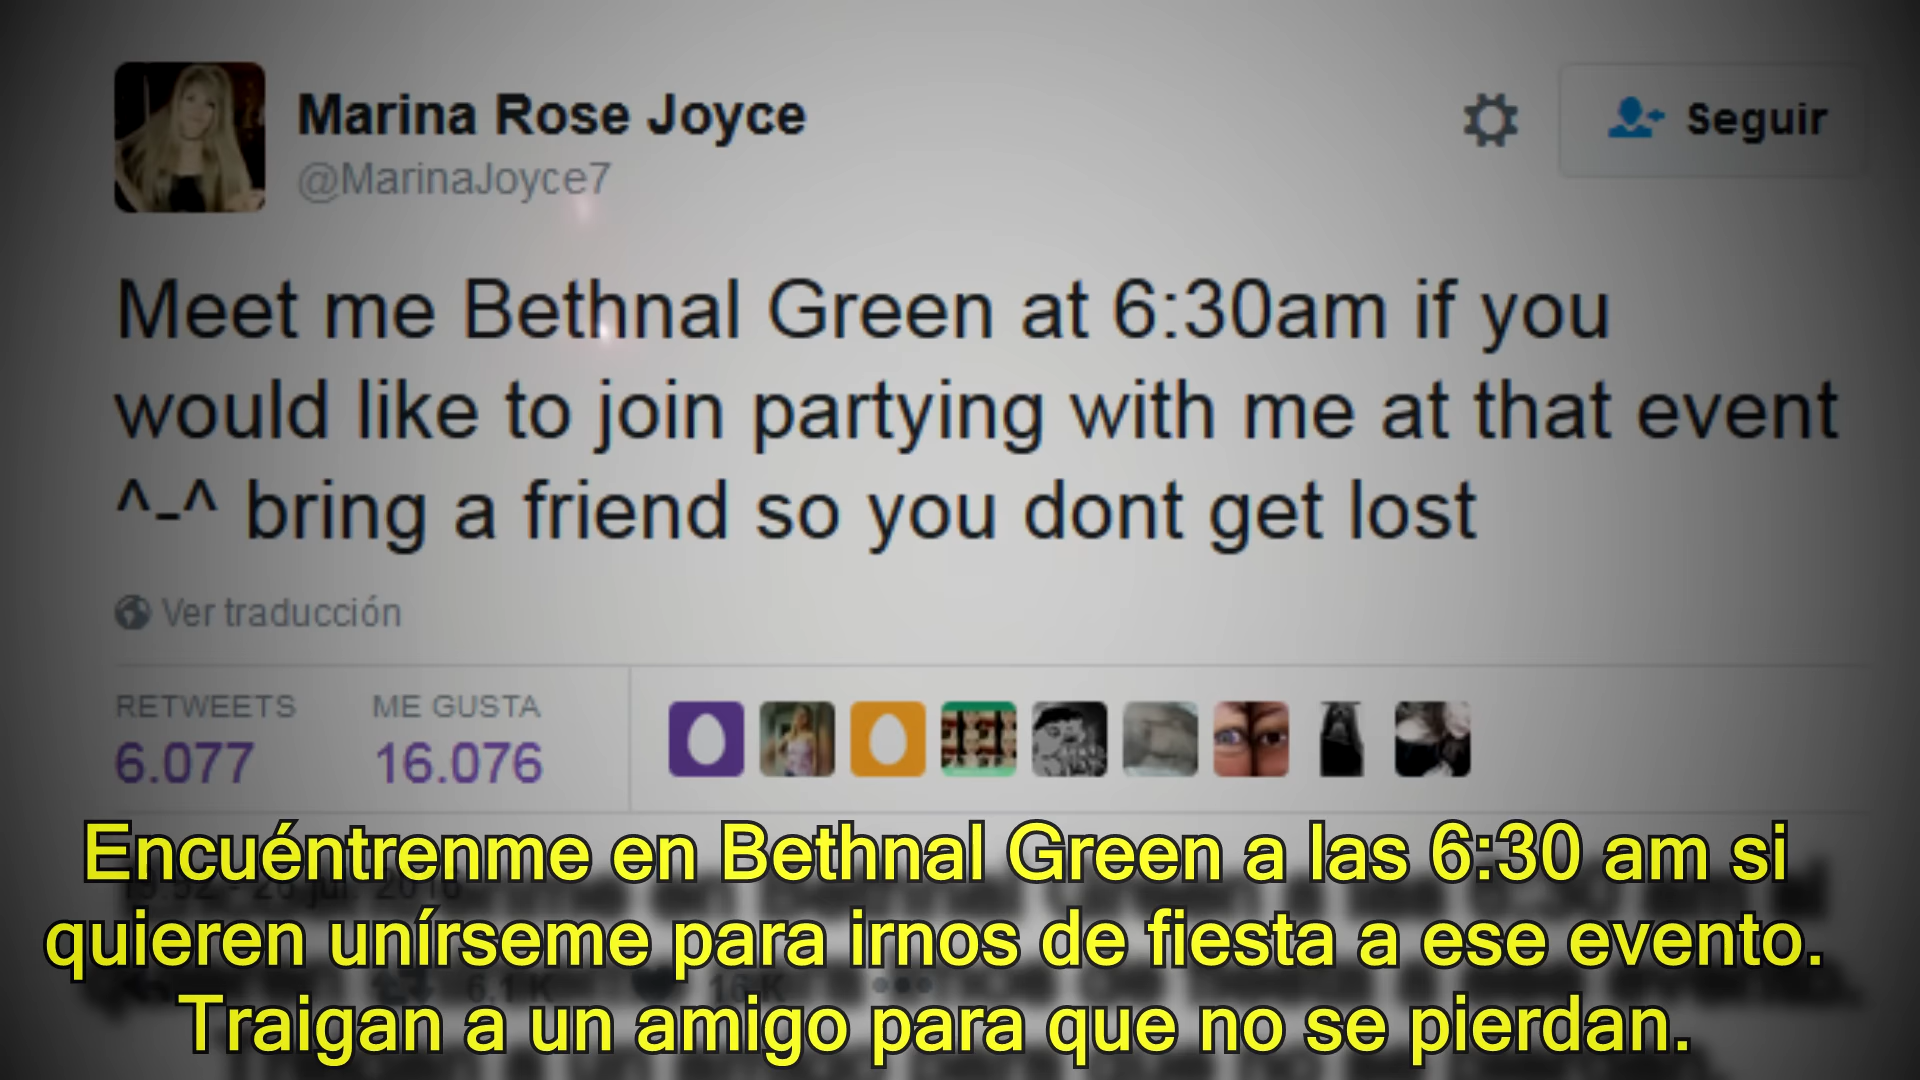 Marina Rose Joyce
@MarinaJoyce7
Seguir
Meet me Bethnal Green at 6:30am if you
would like to join partying with me at that event
^-^ bring a friend so you dont get lost
Ver traducción
RETWEETS
ME GUSTA
6.077
16.076
Encuéntrenme en Bethnal Green a las 6:30 am si
quieren unírseme para irnos de fiesta a ese evento.
Traigan a un amigo para que no se pierdan.
6,1 K
16 K